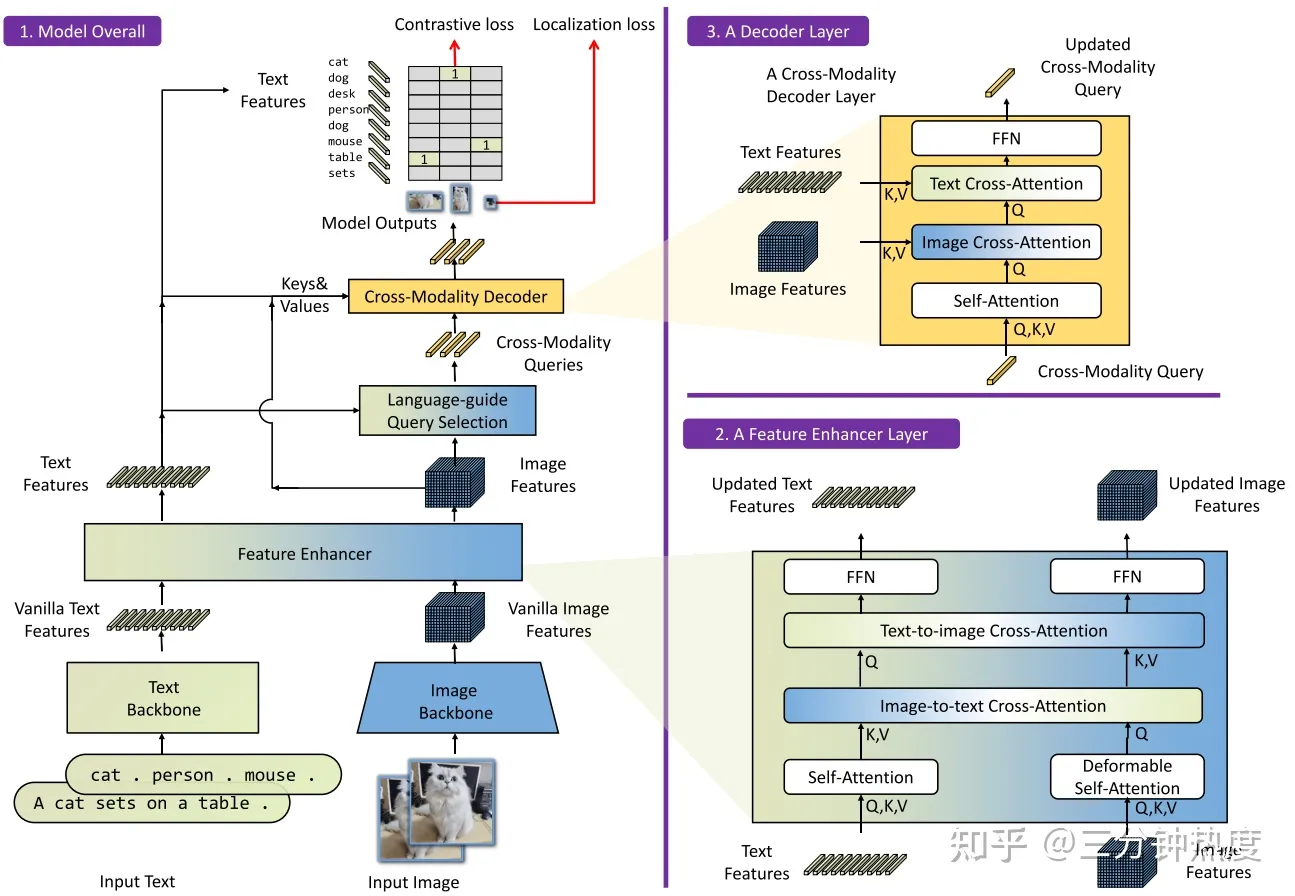 1. Model Overall
Contrastive loss
Localization loss
Text
Features
cat
dog
desk
person
dog
mouse
table
sets
1
1
1
Model Outputs
Keys&
Values
Cross-Modality Decoder
Cross-Modality
Queries
Language-guide
Query Selection
Text
Features
Image
Features
Feature Enhancer
Vanilla Text
Features
Vanilla Image
Features
Text
Backbone
Image
Backbone
cat . person . mouse .
A cat sets on a table .
Input Text
Input Image
3. A Decoder Layer
A Cross-Modality
Decoder Layer
Updated
Cross-Modality
Query
FFN
Text Features
Text Cross-Attention
K,V
Q
Image Cross-Attention
K,V
Q
Image Features
Self-Attention
Q,K,V
Cross-Modality Query
2. A Feature Enhancer Layer
Updated Text
Features
Updated Image
Features
FFN
FFN
Text-to-image Cross-Attention
Q
K,V
Image-to-text Cross-Attention
K,V
Q
Self-Attention
Deformable
Self-Attention
Q,K,V
Q,K,V
Text
Features
Image
Features
知乎 @三分钟热度